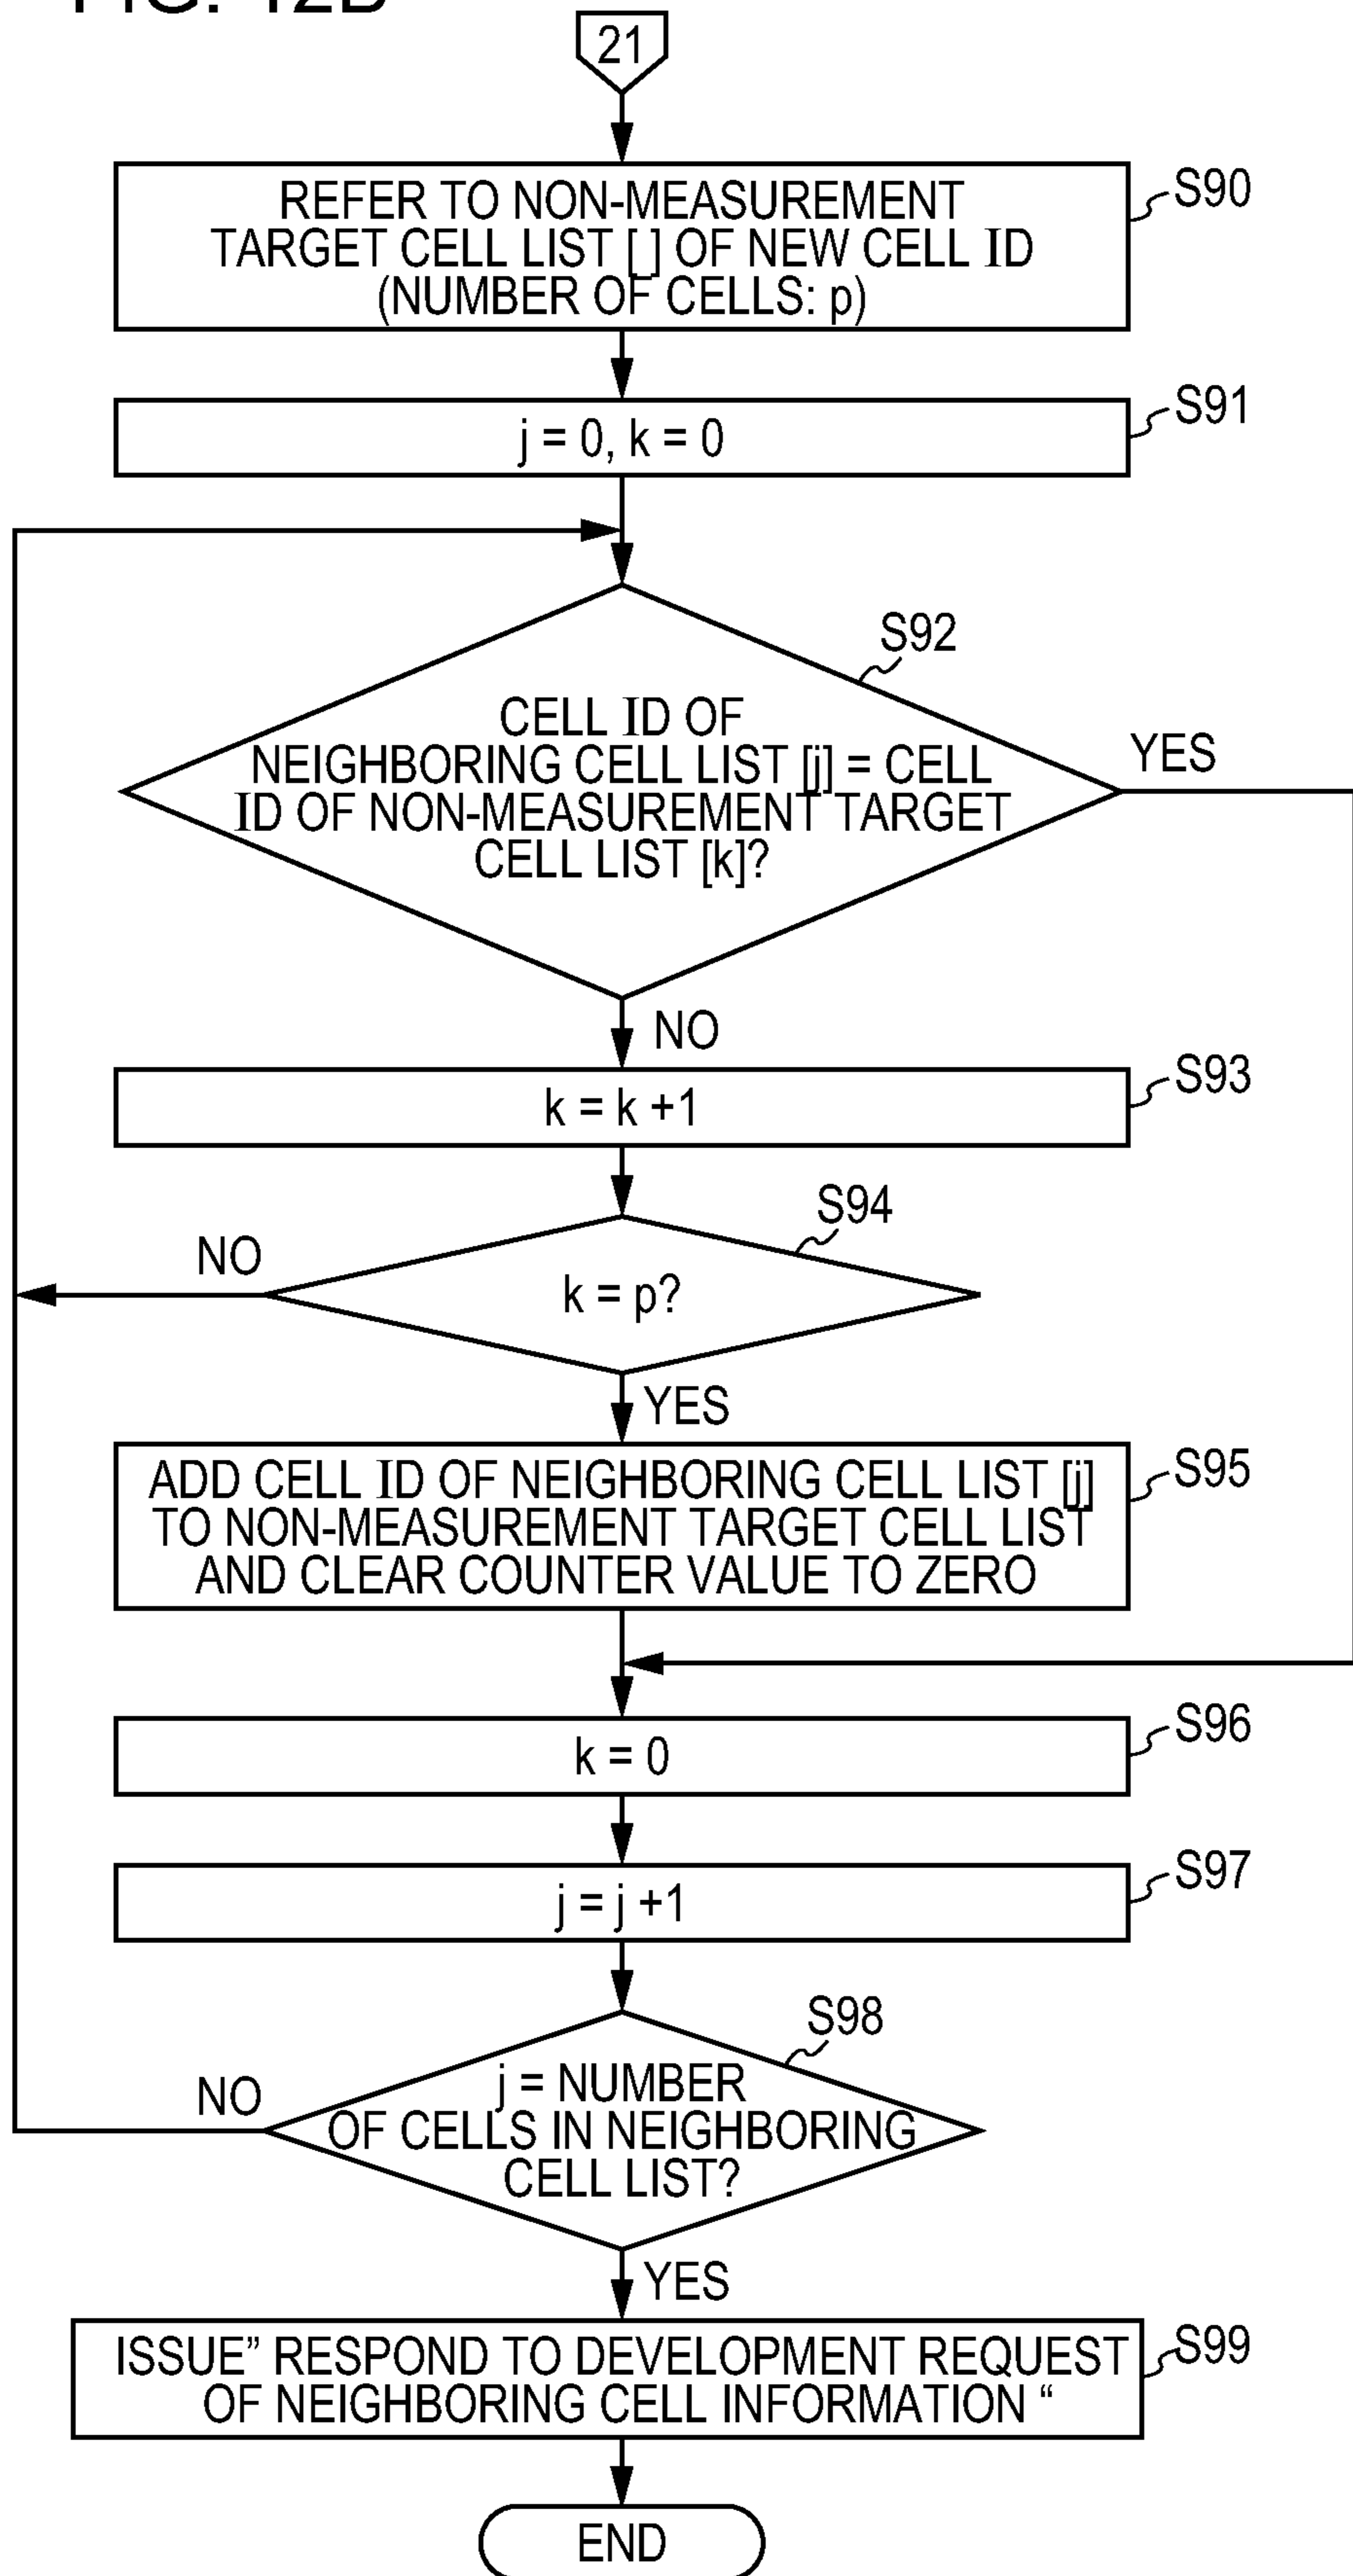 FIG. 12B
21
REFER TO NON-MEASUREMENT
TARGET CELL LIST [ ] OF NEW CELL ID
(NUMBER OF CELLS: p)
S90
j = 0, k = 0
S91
S92
CELL ID OF
NEIGHBORING CELL LIST [j] = CELL
ID OF NON-MEASUREMENT TARGET
CELL LIST [k]?
YES
NO
k = k +1
S93
S94
NO
k = p?
YES
ADD CELL ID OF NEIGHBORING CELL LIST [j]
TO NON-MEASUREMENT TARGET CELL LIST
AND CLEAR COUNTER VALUE TO ZERO
S95
k = 0
S96
j = j +1
S97
S98
NO
j = NUMBER
OF CELLS IN NEIGHBORING
CELL LIST?
YES
ISSUE” RESPOND TO DEVELOPMENT REQUEST
OF NEIGHBORING CELL INFORMATION “
S99
END